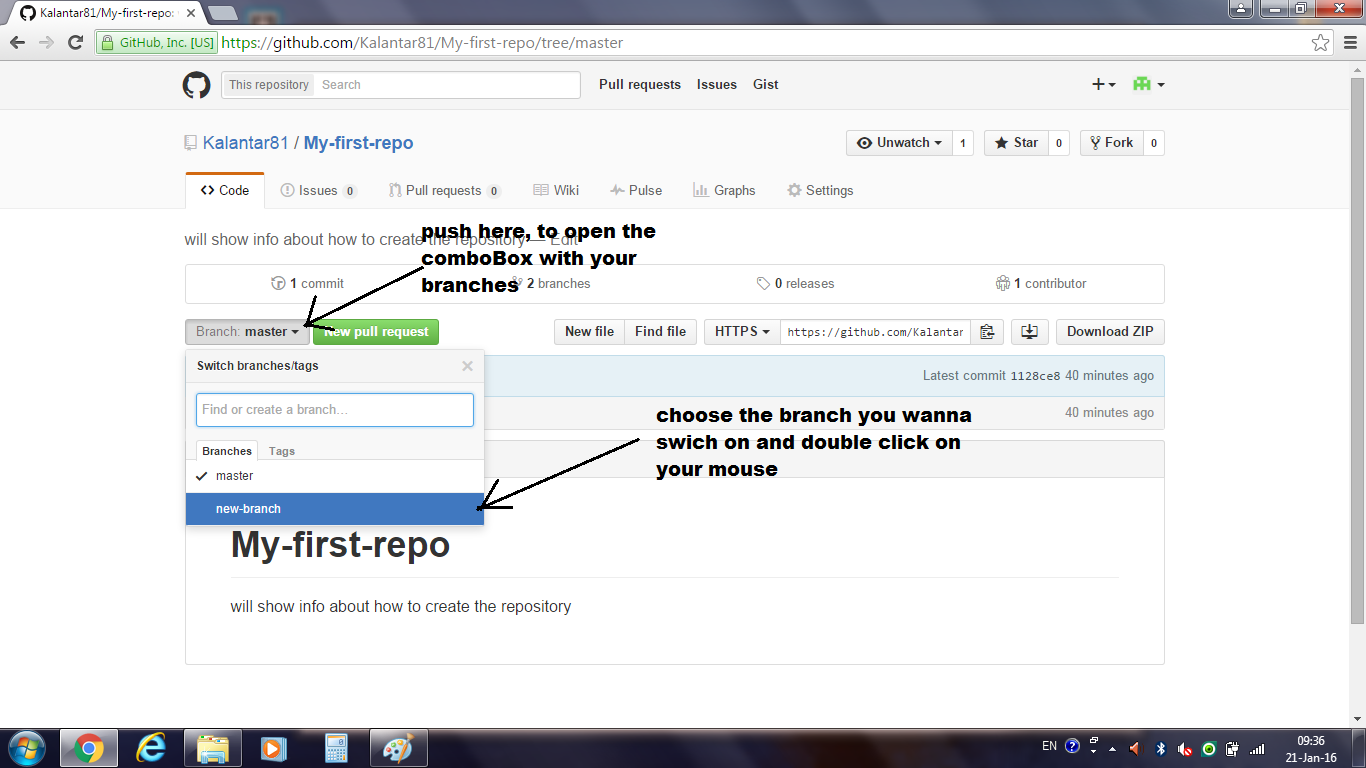 Kalantar81/My-first-repo:
GitHub, Inc. [US] https://github.com/Kalantar81/My-first-repo/tree/master
This repository Search Pull requests Issues Gist
Kalantar81 / My-first-repo Unwatch 1 Star 0 Fork 0
Code Issues 0 Pull requests 0 Wiki Pulse Graphs Settings
will show info about how to create the repository — Edit
push here, to open the
comboBox with your
branches
1 commit 2 branches 0 releases 1 contributor
Branch: master New pull request New file Find file HTTPS https://github.com/Kalantar Download ZIP
Switch branches/tags
Latest commit 1128ce8 40 minutes ago
Find or create a branch...
40 minutes ago
choose the branch you wanna
swich on and double click on
your mouse
Branches Tags
master
new-branch
My-first-repo
will show info about how to create the repository
EN 09:36
21-Jan-16